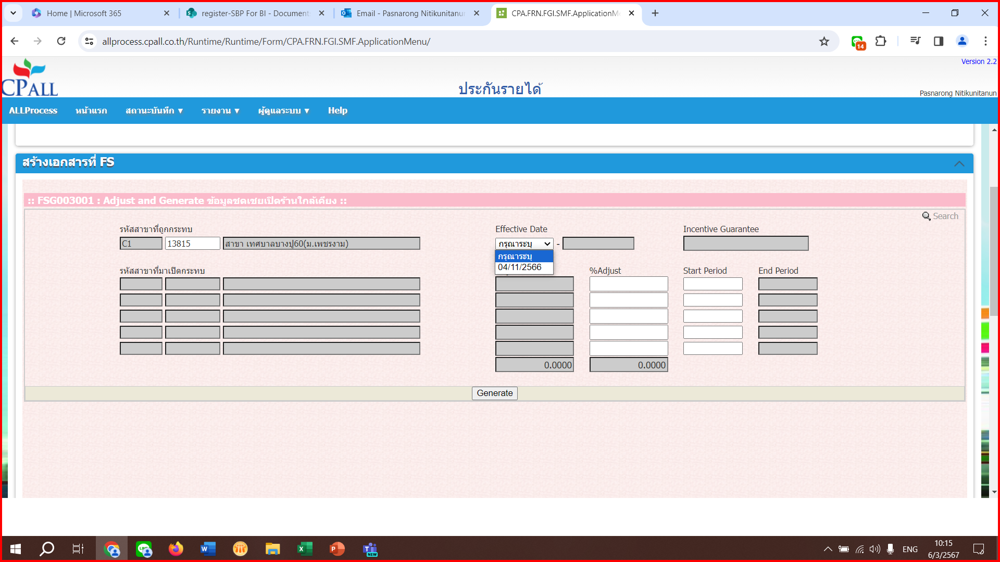 Home | Microsoft 365
register-SBP For BI - Document
Email - Pasnarong Nitikunitanun
CPA.FRN.FGI.SMF.ApplicationMe
allprocess.cpall.co.th/Runtime/Runtime/Form/CPA.FRN.FGI.SMF.ApplicationMenu/
14
Version 2.2
CPALL
ประกันรายได้
Pasnarong Nitikunitanun
ALLProcess หน้าแรก สถานะบันทึก ▼ รายงาน ▼ ผู้ดูแลระบบ ▼ Help
สร้างเอกสารที่ FS
:: FSG003001 : Adjust and Generate ข้อมูลชดเชยเปิดร้านใกล้เคียง ::
Search
รหัสสาขาที่ถูกกระทบ Effective Date Incentive Guarantee
C1 13815 สาขา เทศบาลบางปู60(ม.เพชรงาม) กรุณาระบุ -
กรุณาระบุ
04/11/2566
รหัสสาขาที่มาเปิดกระทบ %Adjust Start Period End Period
0.0000 0.0000
Generate
NEW
ENG
10:15
6/3/2567